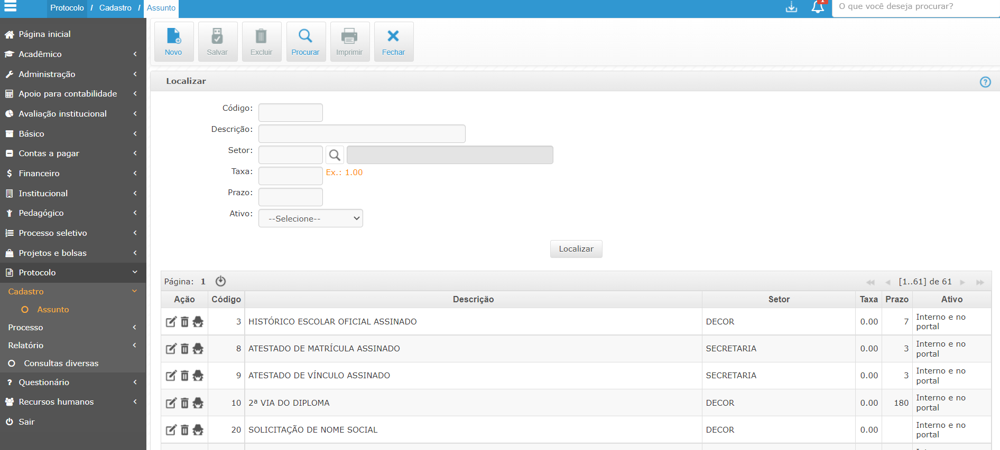 Protocolo / Cadastro / Assunto
1
O que você deseja procurar?
Página inicial
Acadêmico
Administração
Apoio para contabilidade
Avaliação institucional
Básico
Contas a pagar
Financeiro
Institucional
Pedagógico
Processo seletivo
Projetos e bolsas
Protocolo
Cadastro
Assunto
Processo
Relatório
Consultas diversas
Questionário
Recursos humanos
Sair
Novo Salvar Excluir Procurar Imprimir Fechar
Localizar
Código:
Descrição:
Setor:
Taxa: Ex.: 1.00
Prazo:
Ativo: --Selecione--
Localizar
Página: 1 [1..61] de 61
Ação Código Descrição Setor Taxa Prazo Ativo
3 HISTÓRICO ESCOLAR OFICIAL ASSINADO DECOR 0.00 7 Interno e no
portal
8 ATESTADO DE MATRÍCULA ASSINADO SECRETARIA 0.00 3 Interno e no
portal
9 ATESTADO DE VÍNCULO ASSINADO SECRETARIA 0.00 3 Interno e no
portal
10 2ª VIA DO DIPLOMA DECOR 0.00 180 Interno e no
portal
20 SOLICITAÇÃO DE NOME SOCIAL DECOR 0.00 Interno e no
portal